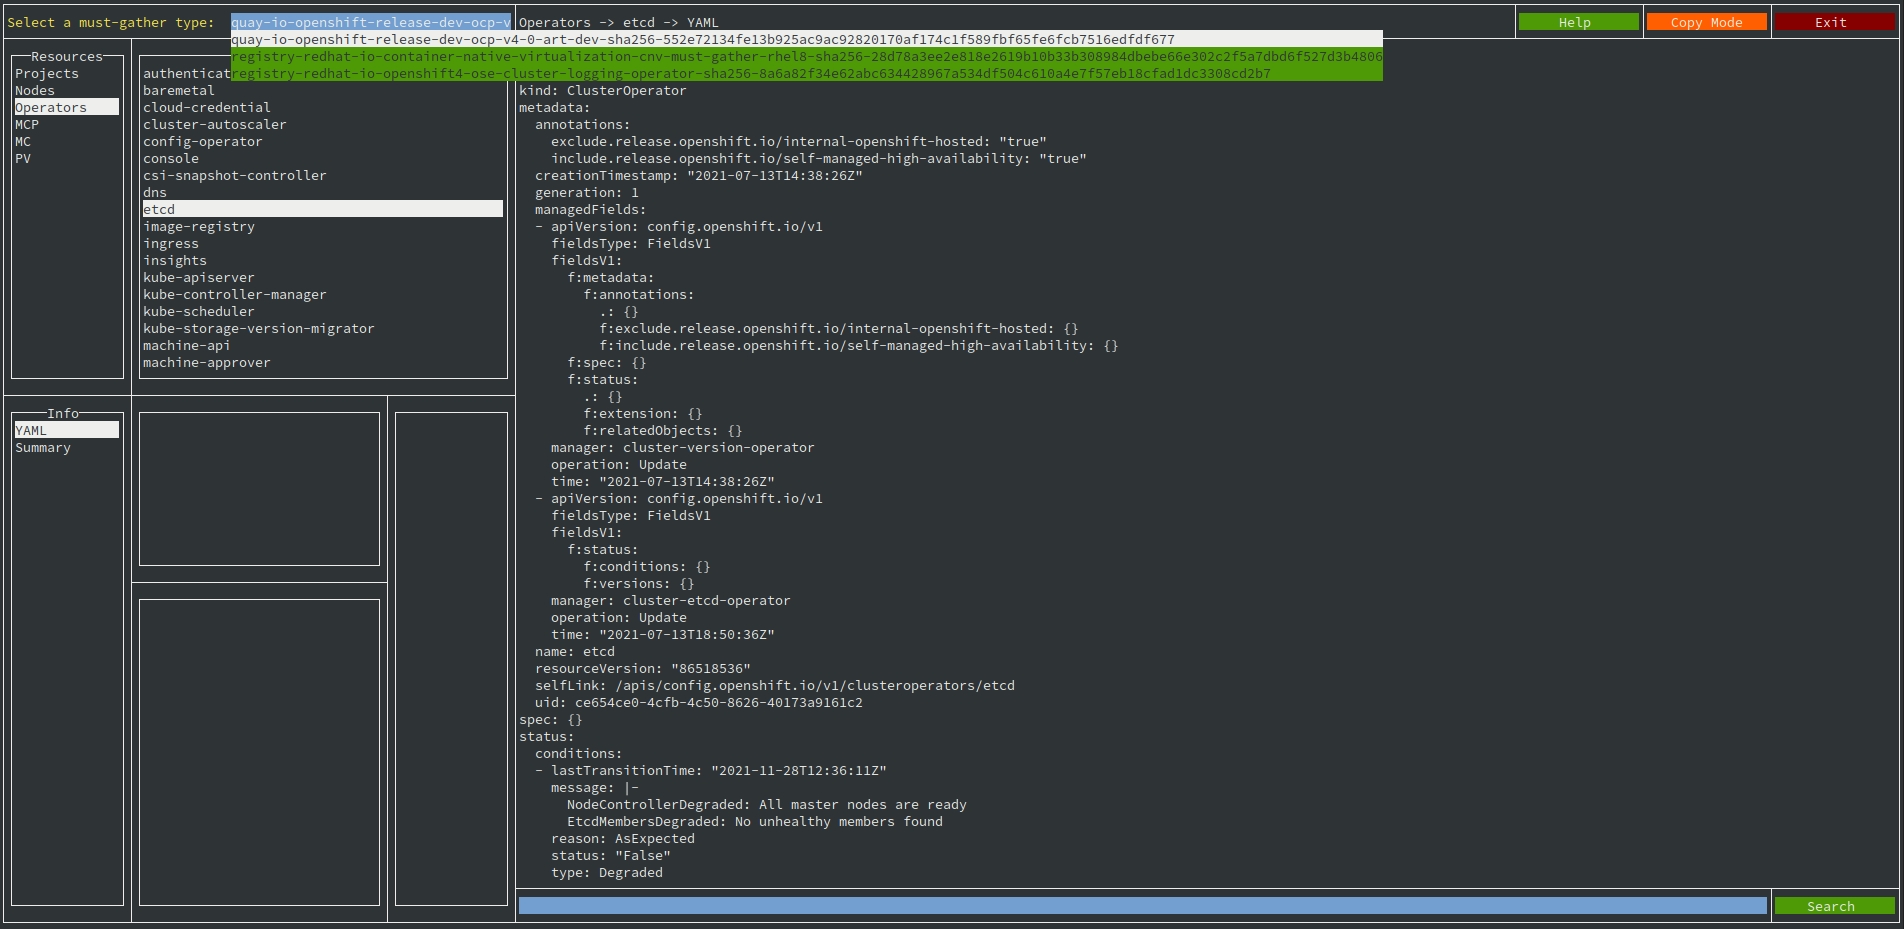 Select a must-gather type: quay-io-openshift-release-dev-ocp-v
Operators -> etcd -> YAML
Help
Copy Mode
Exit
quay-io-openshift-release-dev-ocp-v4-0-art-dev-sha256-552e72134fe13b925ac9ac92820170af174c1f589fbf65fe6fcb7516edfdf677
registry-redhat-io-container-native-virtualization-cnv-must-gather-rhel8-sha256-28d78a3ee2e818e2619b10b33b308984dbebe66e302c2f5a7dbd6f527d3b4806
registry-redhat-io-openshift4-ose-cluster-logging-operator-sha256-8a6a82f34e62abc634428967a534df504c610a4e7f57eb18cfad1dc3308cd2b7
Resources
Projects
Nodes
Operators
MCP
MC
PV
authenticat
baremetal
cloud-credential
cluster-autoscaler
config-operator
console
csi-snapshot-controller
dns
etcd
image-registry
ingress
insights
kube-apiserver
kube-controller-manager
kube-scheduler
kube-storage-version-migrator
machine-api
machine-approver
Info
YAML
Summary
kind: ClusterOperator
metadata:
  annotations:
    exclude.release.openshift.io/internal-openshift-hosted: "true"
    include.release.openshift.io/self-managed-high-availability: "true"
  creationTimestamp: "2021-07-13T14:38:26Z"
  generation: 1
  managedFields:
  - apiVersion: config.openshift.io/v1
    fieldsType: FieldsV1
    fieldsV1:
      f:metadata:
        f:annotations:
          .: {}
          f:exclude.release.openshift.io/internal-openshift-hosted: {}
          f:include.release.openshift.io/self-managed-high-availability: {}
      f:spec: {}
      f:status:
        .: {}
        f:extension: {}
        f:relatedObjects: {}
    manager: cluster-version-operator
    operation: Update
    time: "2021-07-13T14:38:26Z"
  - apiVersion: config.openshift.io/v1
    fieldsType: FieldsV1
    fieldsV1:
      f:status:
        f:conditions: {}
        f:versions: {}
    manager: cluster-etcd-operator
    operation: Update
    time: "2021-07-13T18:50:36Z"
  name: etcd
  resourceVersion: "86518536"
  selfLink: /apis/config.openshift.io/v1/clusteroperators/etcd
  uid: ce654ce0-4cfb-4c50-8626-40173a9161c2
spec: {}
status:
  conditions:
  - lastTransitionTime: "2021-11-28T12:36:11Z"
    message: |-
      NodeControllerDegraded: All master nodes are ready
      EtcdMembersDegraded: No unhealthy members found
    reason: AsExpected
    status: "False"
    type: Degraded
Search